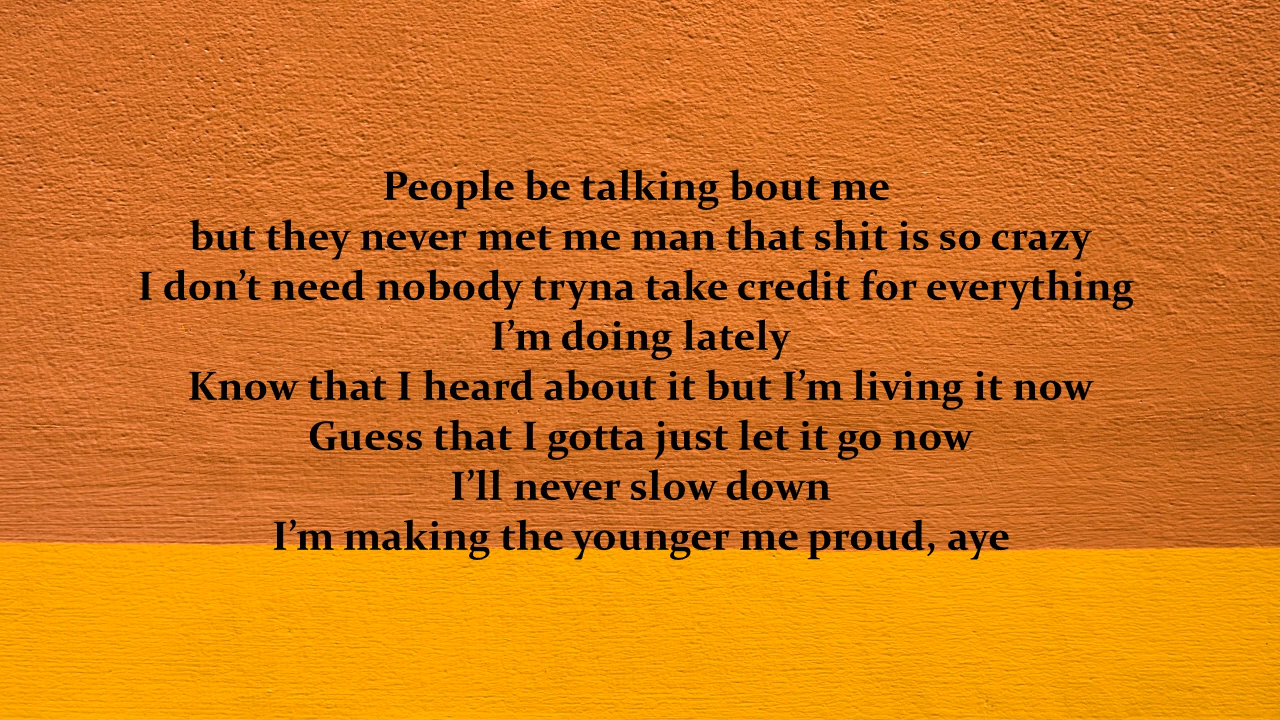 People be talking bout me
but they never met me man that shit is so crazy
I don’t need nobody tryna take credit for everything
I’m doing lately
Know that I heard about it but I’m living it now
Guess that I gotta just let it go now
I’ll never slow down
I’m making the younger me proud, aye